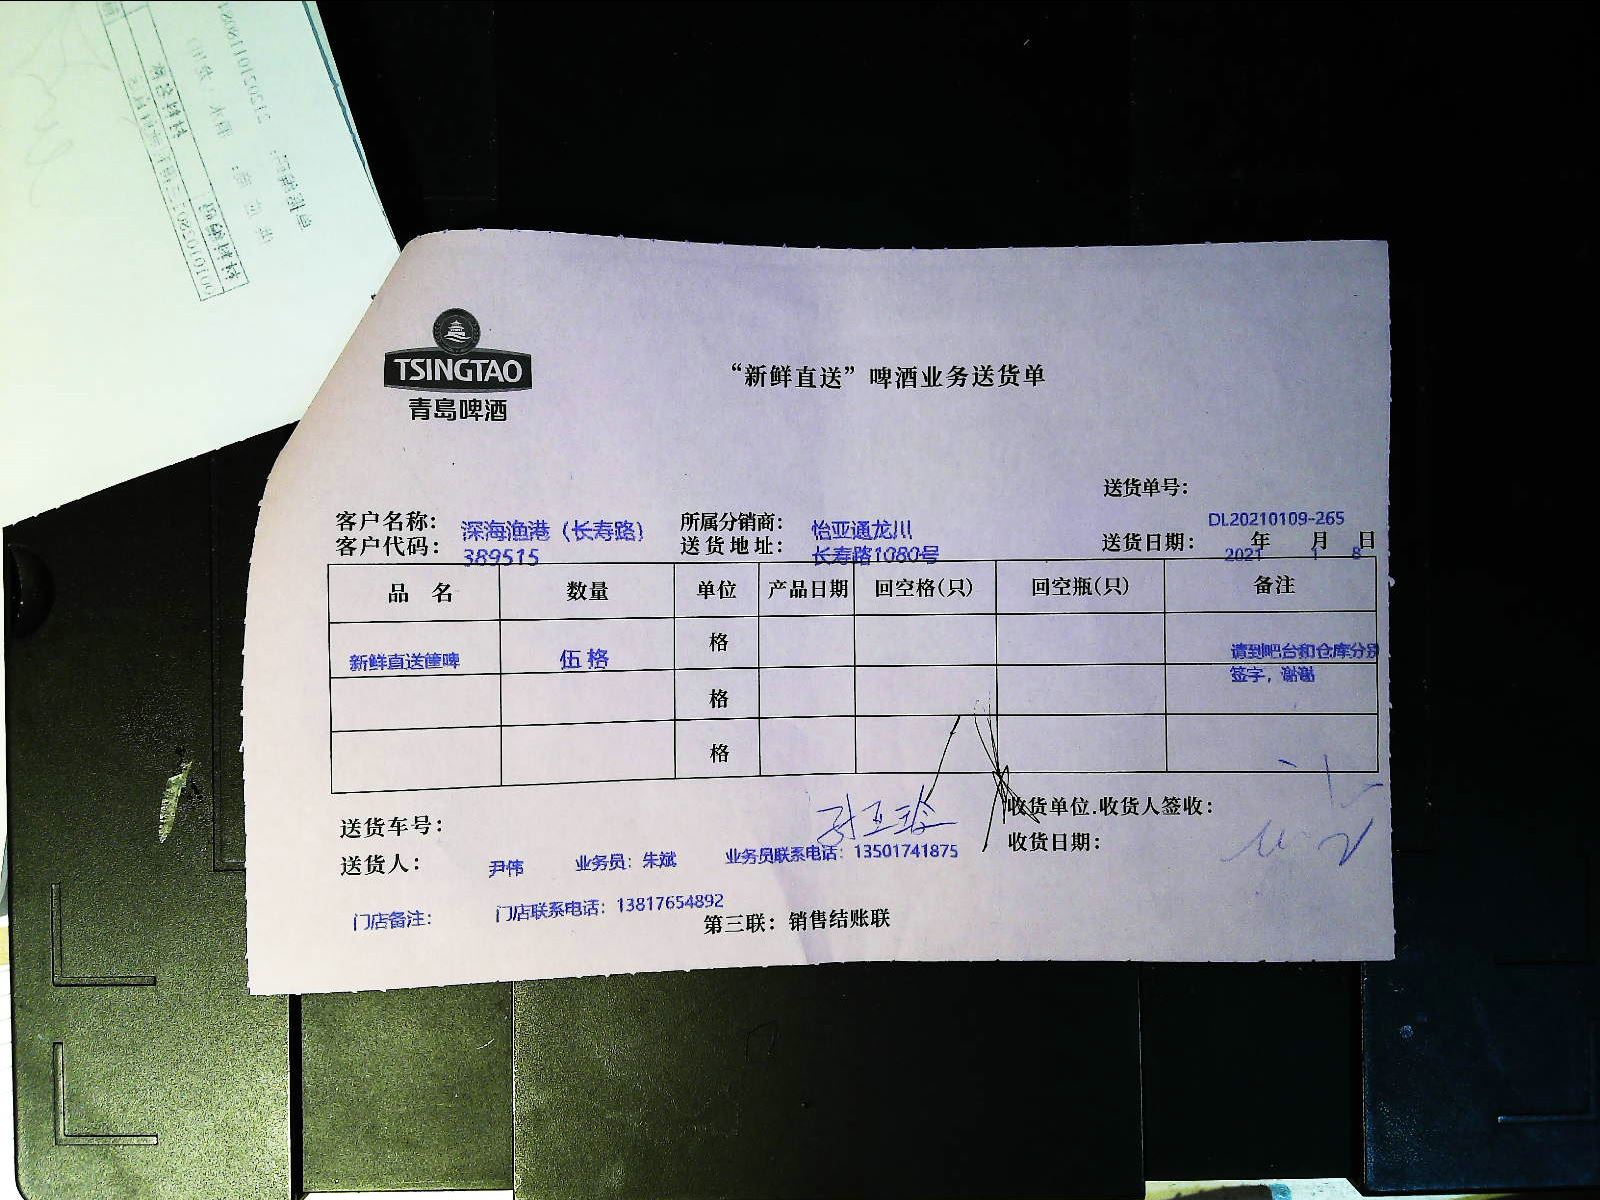 TSINGTAO
青岛啤酒
“新鲜直送”啤酒业务送货单
送货单号：
DL20210109-265
客户名称： 深海渔港（长寿路） 所属分销商： 怡亚通龙川
客户代码： 389515 送货地址： 长寿路1080号 送货日期： 2021年 1月 8日
品 名 数量 单位 产品日期 回空格(只) 回空瓶(只) 备注
新鲜直送箽啤 伍格 格 请到吧台和仓库分别
签字，谢谢
格
格
送货车号： 收货单位.收货人签收：
送货人： 尹伟 业务员：朱斌 业务员联系电话：13501741875 收货日期：
门店备注： 门店联系电话：13817654892
第三联：销售结账联